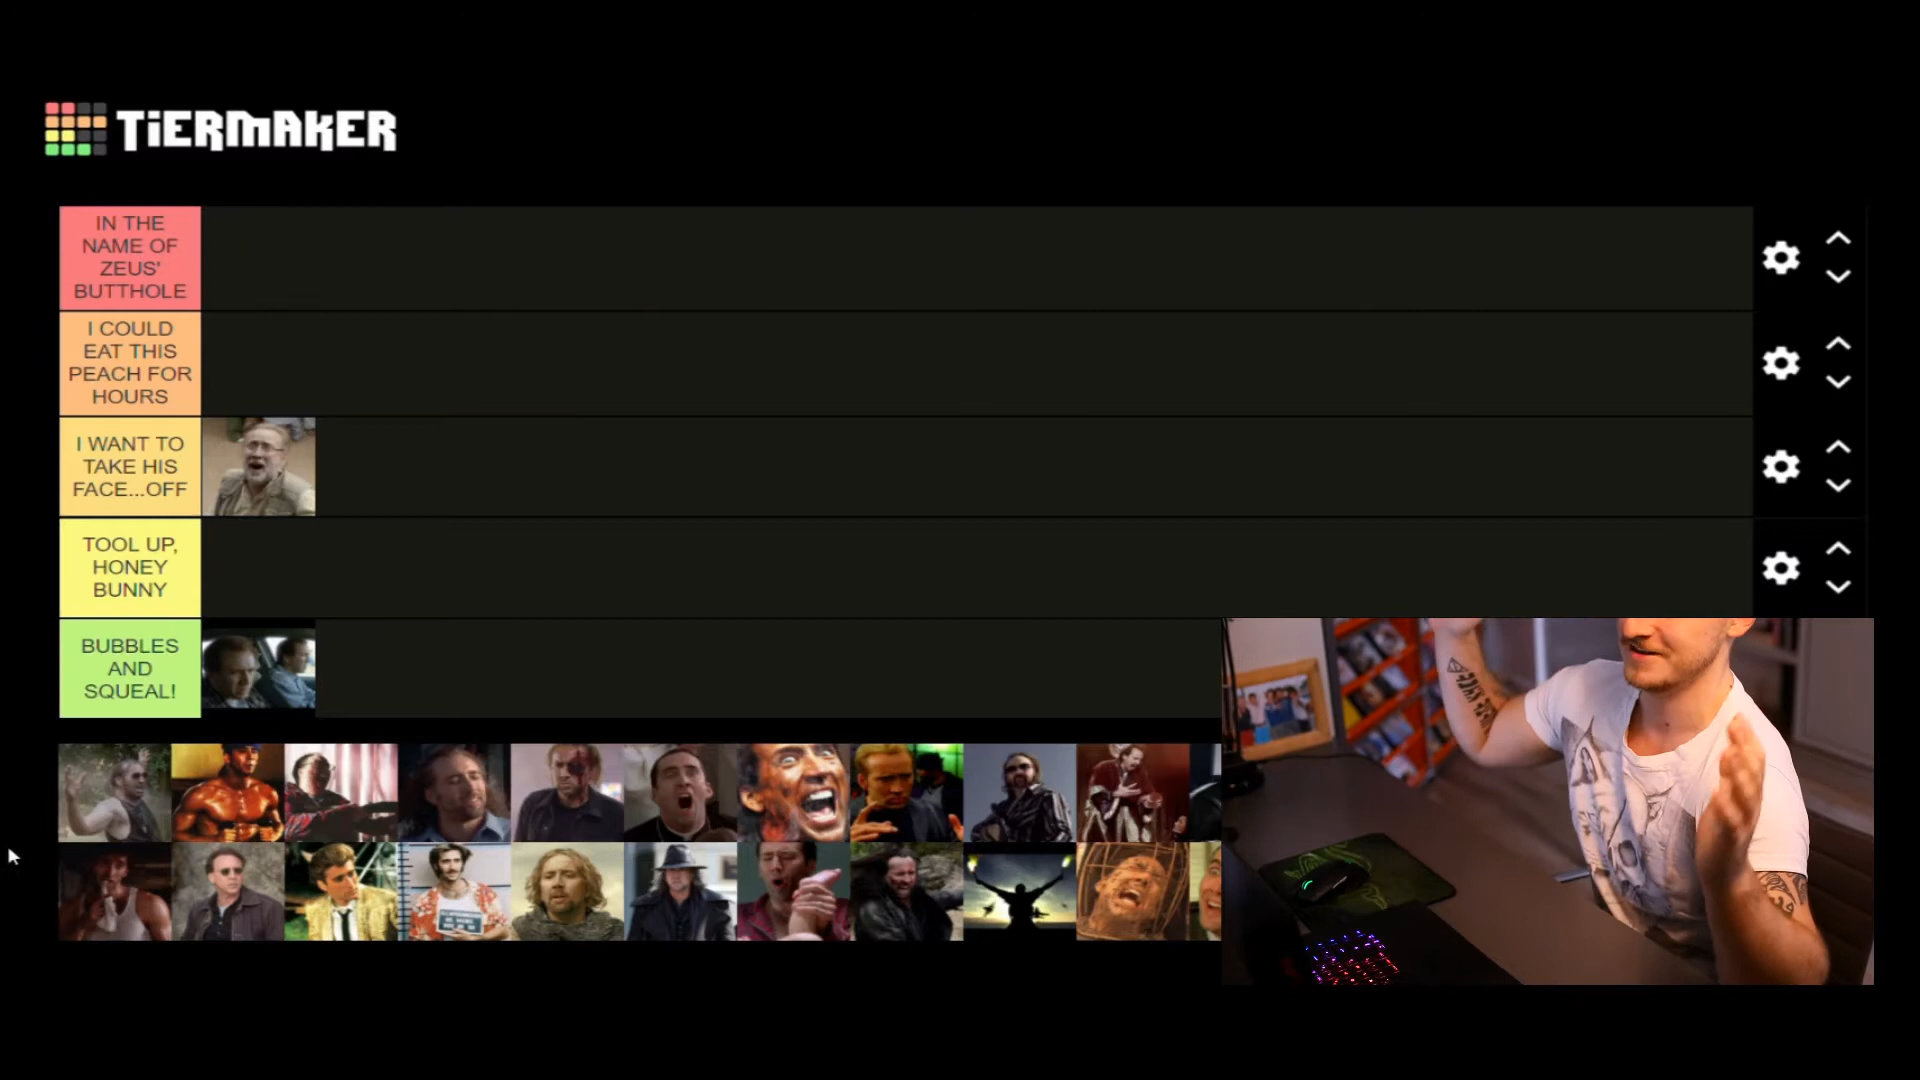 TiERMAKER
IN THE
NAME OF
ZEUS'
BUTTHOLE
I COULD
EAT THIS
PEACH FOR
HOURS
I WANT TO
TAKE HIS
FACE...OFF
TOOL UP,
HONEY
BUNNY
BUBBLES
AND
SQUEAL!